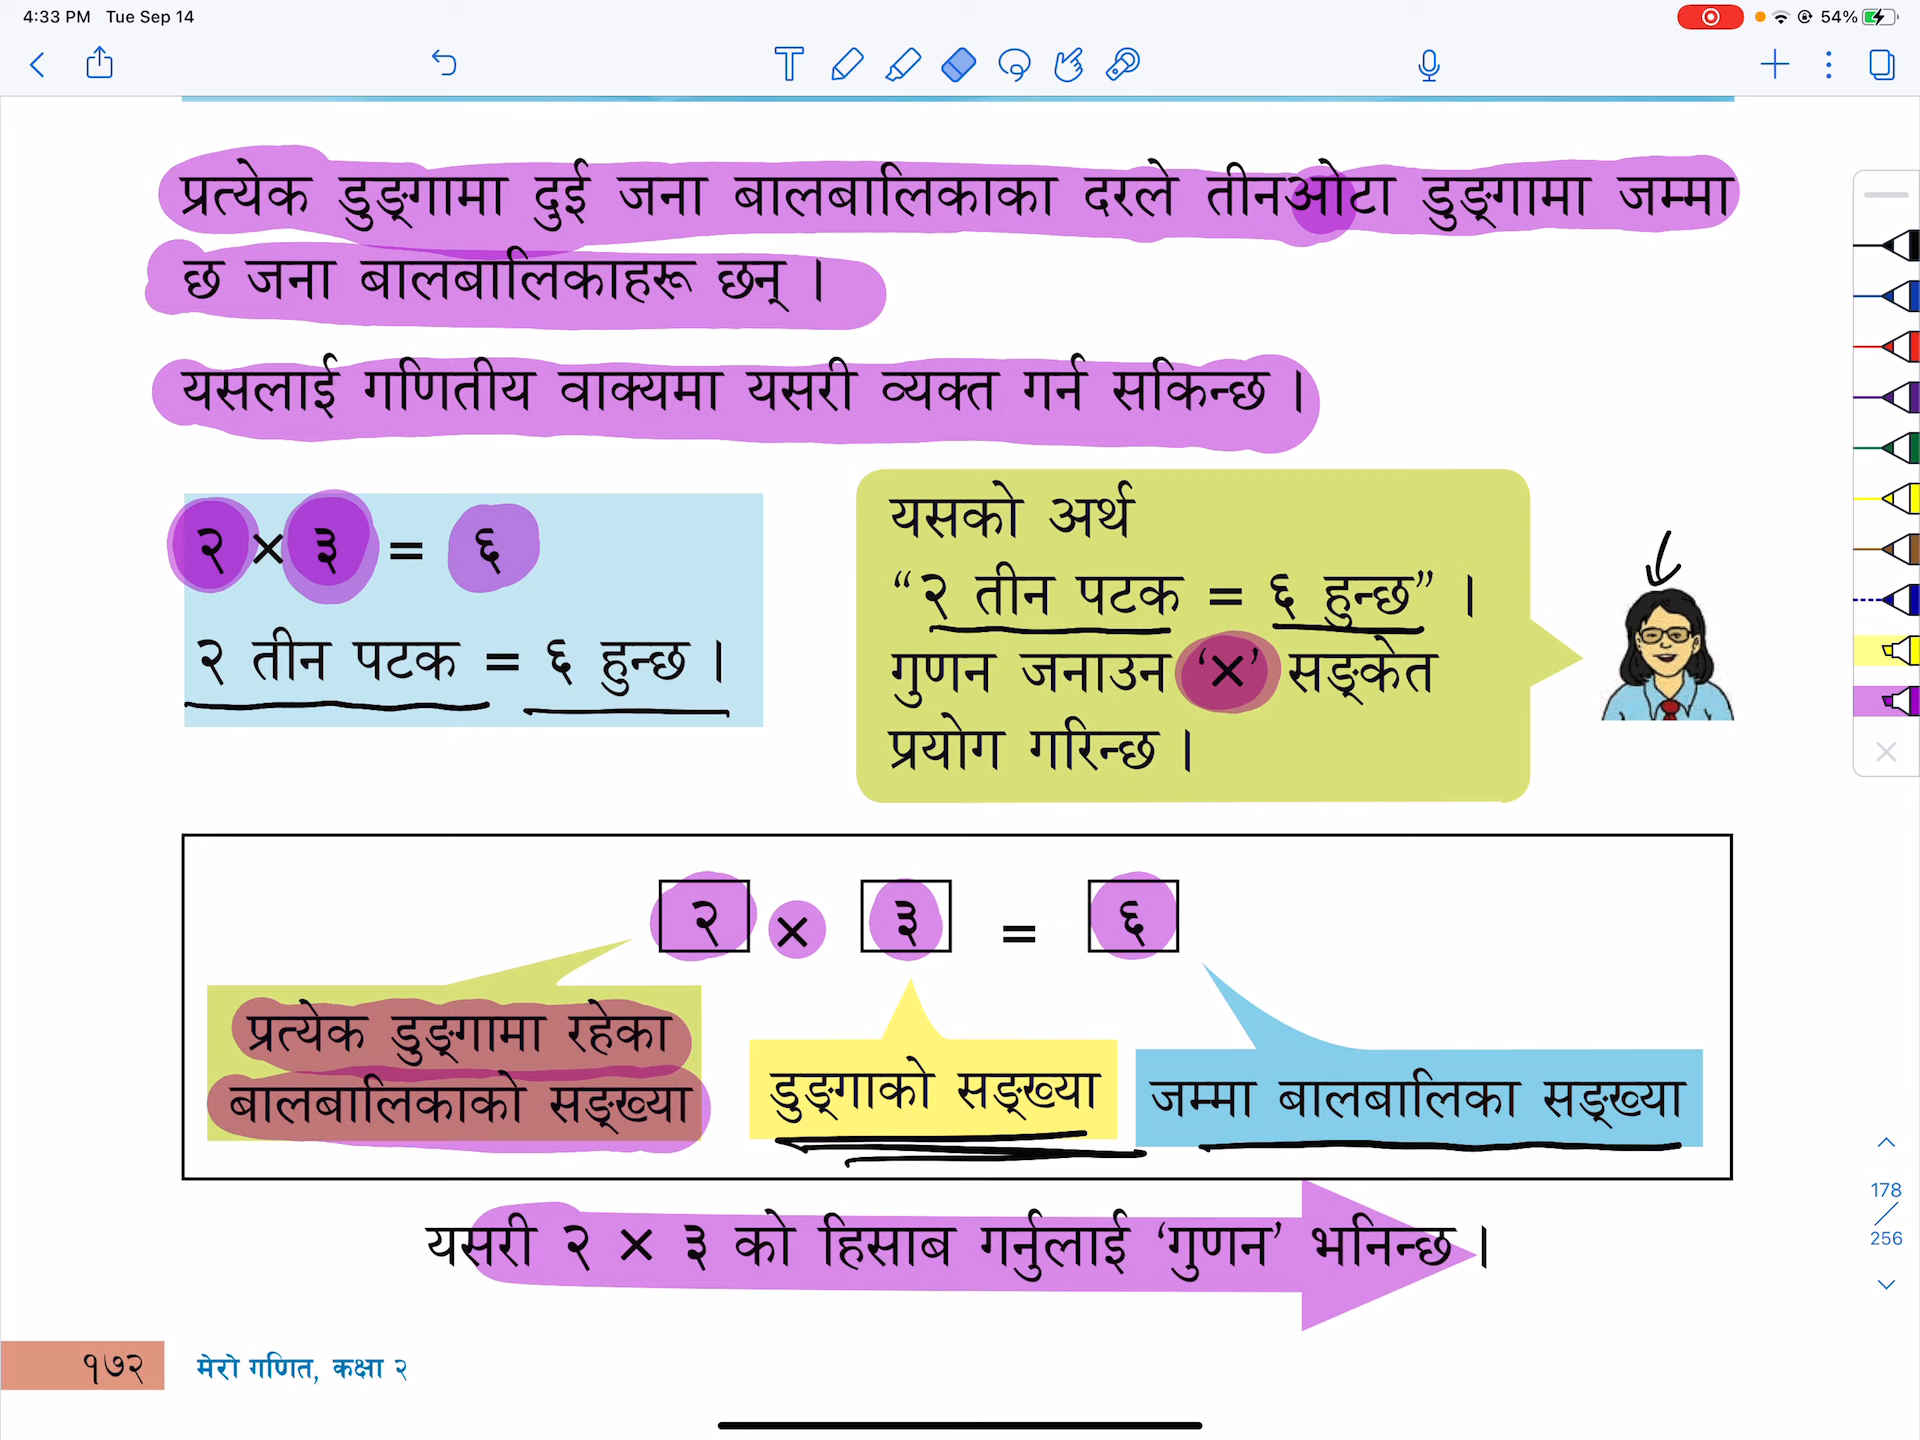 4:33 PM Tue Sep 14
54%
प्रत्येक डुङ्गामा दुई जना बालबालिकाका दरले तीनओटा डुङ्गामा जम्मा
छ जना बालबालिकाहरू छन् ।
यसलाई गणितीय वाक्यमा यसरी व्यक्त गर्न सकिन्छ ।
२ × ३ = ६
२ तीन पटक = ६ हुन्छ ।
यसको अर्थ
“२ तीन पटक = ६ हुन्छ” ।
गुणन जनाउन ‘×’ सङ्केत
प्रयोग गरिन्छ ।
२ × ३ = ६
प्रत्येक डुङ्गामा रहेका
बालबालिकाको सङ्ख्या
डुङ्गाको सङ्ख्या
जम्मा बालबालिका सङ्ख्या
यसरी २ × ३ को हिसाब गर्नुलाई ‘गुणन’ भनिन्छ ।
178
/
256
१७२ मेरो गणित, कक्षा २